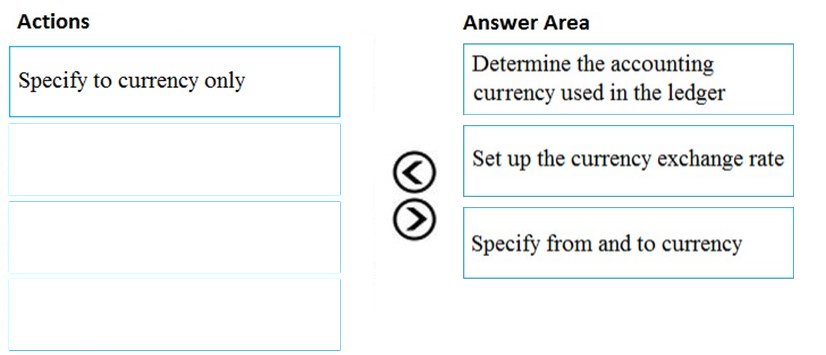 Actions
Answer Area
Specify to currency only
Determine the accounting
currency used in the ledger
Set up the currency exchange rate
Specify from and to currency